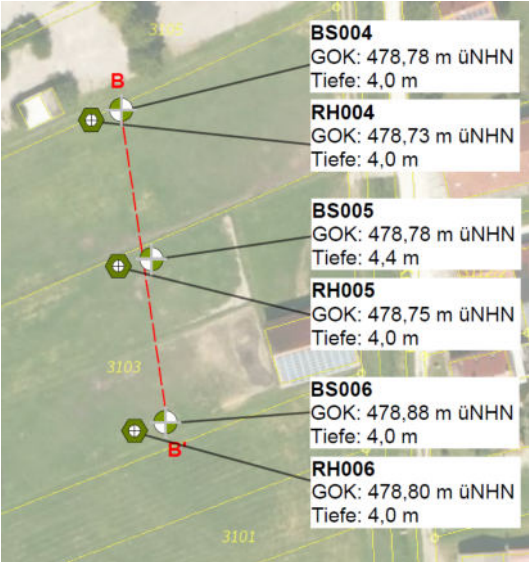 3105
BS004
GOK: 478,78 m üNHN
Tiefe: 4,0 m
B
RH004
GOK: 478,73 m üNHN
Tiefe: 4,0 m
BS005
GOK: 478,78 m üNHN
Tiefe: 4,4 m
RH005
GOK: 478,75 m üNHN
Tiefe: 4,0 m
3103
BS006
GOK: 478,88 m üNHN
Tiefe: 4,0 m
B'
RH006
GOK: 478,80 m üNHN
Tiefe: 4,0 m
3101